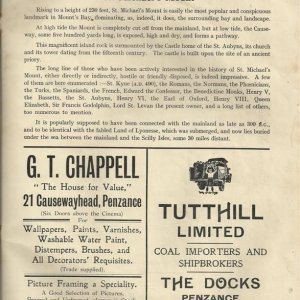 Rising to a height of 250 feet, St. Michael's Mount is easily the most popular and conspicuous
landmark in Mount's Bay, dominating, as, indeed, it does, the surrounding bay and landscape.
At high tide the Mount is completely cut off from the mainland, but at low tide, the Cause-
way, some five hundred yards long, is exposed, high and dry, and forms a pathway.
This magnificent island rock is surmounted by the Castle home of the St. Aubyns, its church
and its tower dating from the fifteenth century. The castle is built upon the site of an ancient
priory.
The long line of those who have been actively interested in the history of St. Michael's
Mount, either directly or indirectly, hostile or friendly disposed, is indeed impressive. A few
of them are here enumerated :—St. Kyne (A.D. 490), the Romans, the Normans, the Phœnicians,
the Turks, the Spaniards, the French, Edward the Confessor, the Benedictine Monks, Henry V,
the Bassetts, the St. Aubyns, Henry VII, the Earl of Oxford, Henry VIII, Queen
Elizabeth, Sir Francis Godolphin, Lord St. Levan the present owner, and a long list of others,
too numerous to mention.
It is popularly supposed to have been connected with the mainland as late as 300 B.C.
and to be identical with the fabled Land of Lyonesse, which was submerged, and now lies buried
under the sea between the mainland and the Scilly Isles, some 30 miles distant.
G. T. CHAPPELL
"The House for Value,"
21 Causewayhead, Penzance
(Six Doors above the Cinema)
For
Wallpapers, Paints, Varnishes,
Washable Water Paint,
Distempers, Brushes, and
All Decorators' Requisites.
(Trade supplied).
Picture Framing a Speciality.
A Good Selection of Pictures,
TUTTHILL
LIMITED
COAL IMPORTERS AND
SHIPBROKERS
THE DOCKS
PENZANCE